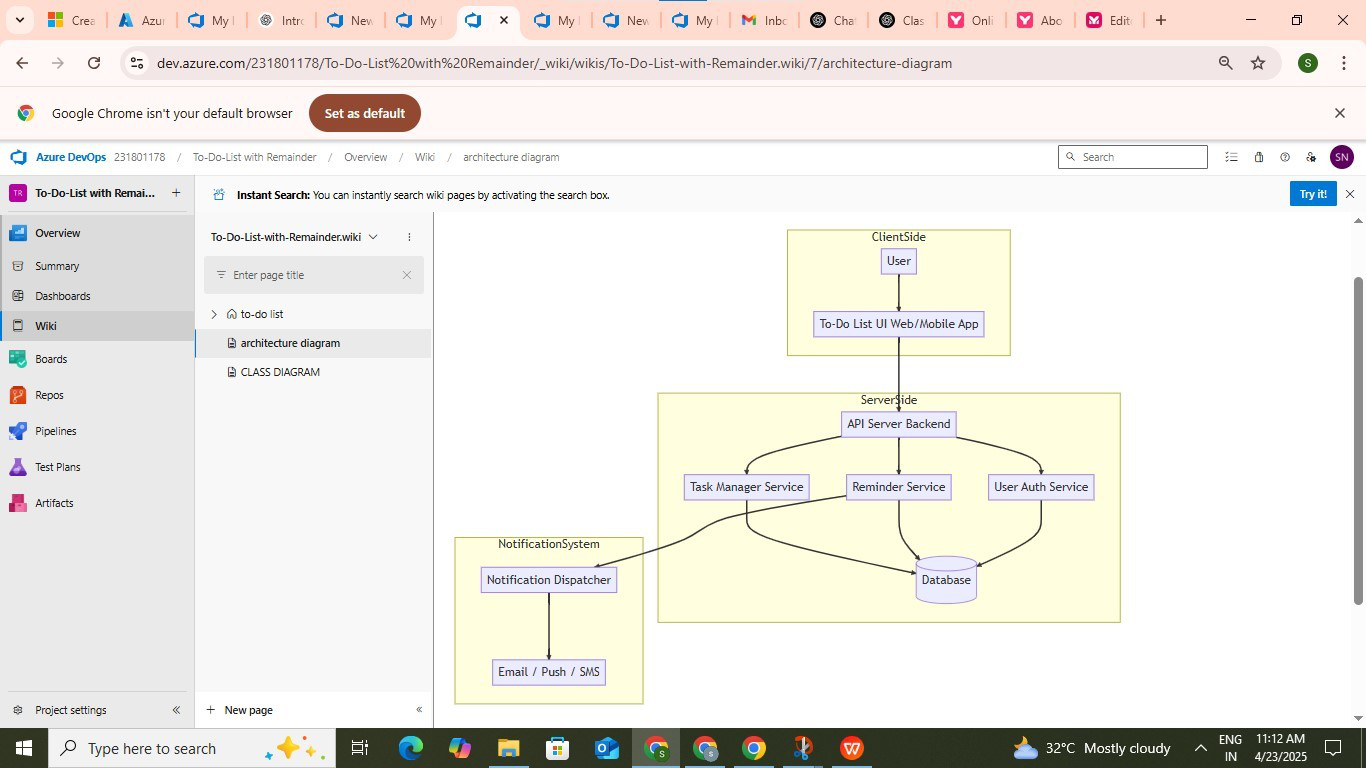 Crea
Azur
My I
Intro
New
My I
My I
New
My I
Inbo
Chat
Clas
Onli
Abo
Edit
dev.azure.com/231801178/To-Do-List%20with%20Remainder/_wiki/wikis/To-Do-List-with-Remainder.wiki/7/architecture-diagram
S
Google Chrome isn't your default browser
Set as default
Azure DevOps 231801178 / To-Do-List with Remainder / Overview / Wiki / architecture diagram
Search
SN
TR To-Do-List with Remai...
Instant Search: You can instantly search wiki pages by activating the search box.
Try it!
Overview
Summary
Dashboards
Wiki
Boards
Repos
Pipelines
Test Plans
Artifacts
Project settings
To-Do-List-with-Remainder.wiki
Enter page title
to-do list
architecture diagram
CLASS DIAGRAM
New page
ClientSide
User
To-Do List UI Web/Mobile App
ServerSide
API Server Backend
Task Manager Service
Reminder Service
User Auth Service
Database
NotificationSystem
Notification Dispatcher
Email / Push / SMS
Type here to search
32°C Mostly cloudy
ENG
IN
11:12 AM
4/23/2025